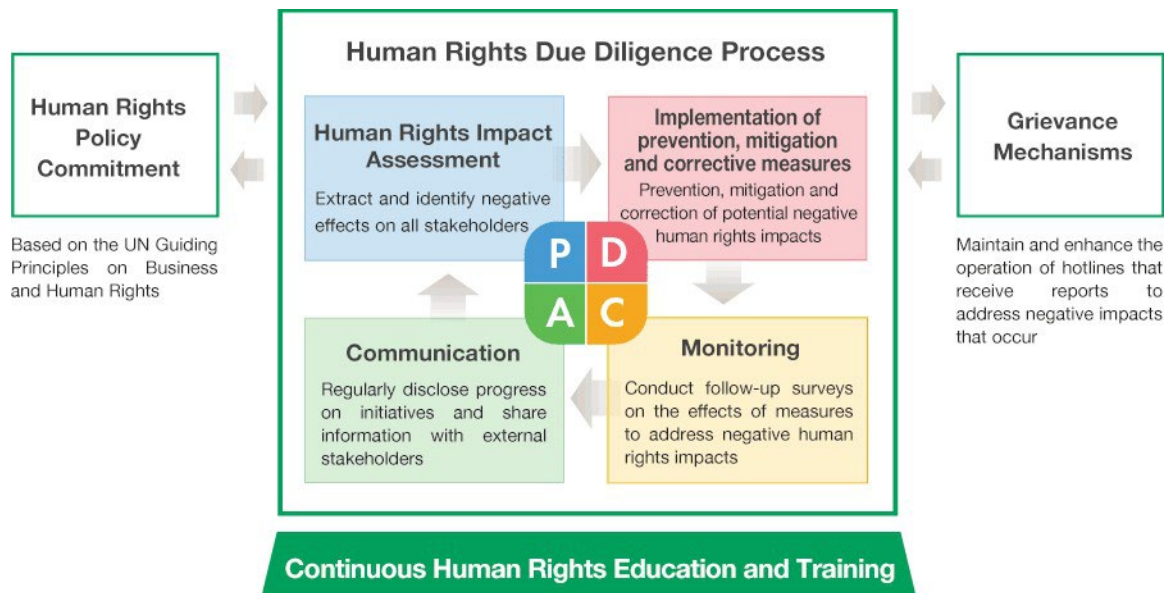 Human Rights Due Diligence Process
Human Rights
Policy
Commitment
Based on the UN Guiding
Principles on Business
and Human Rights
Human Rights Impact
Assessment
Extract and identify negative
effects on all stakeholders
Implementation of
prevention, mitigation
and corrective measures
Prevention, mitigation and
correction of potential negative
human rights impacts
P D
A C
Communication
Regularly disclose progress
on initiatives and share
information with external
stakeholders
Monitoring
Conduct follow-up surveys
on the effects of measures
to address negative human
rights impacts
Grievance
Mechanisms
Maintain and enhance the
operation of hotlines that
receive reports to
address negative impacts
that occur
Continuous Human Rights Education and Training